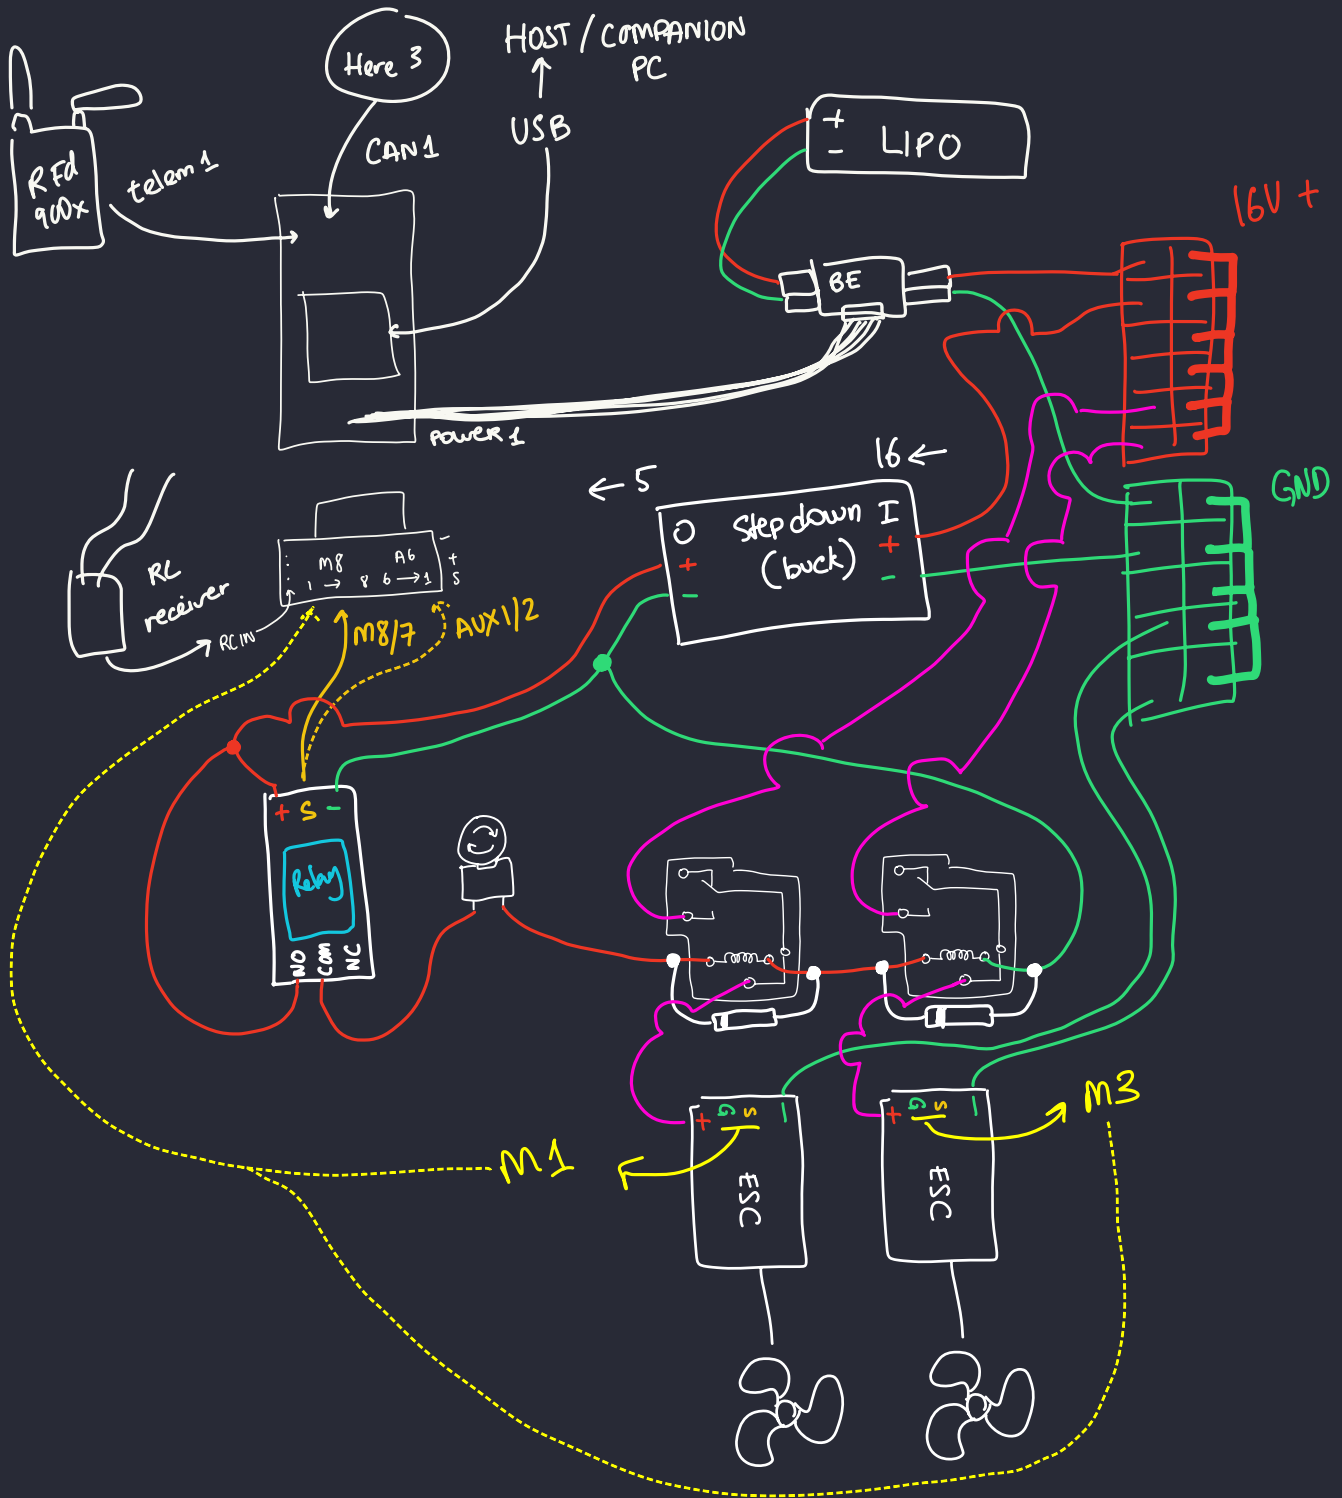 Here 3
HOST / COMPANION
PC
USB
CAN1
RFd
900x
telem 1
+
-
LIPO
16V +
BE
POWER 1
← 5
16 ←
GND
O
Step down
(buck)
I
+
-
+
-
RC
receiver
RC IN
M8
A6
1 → 8
6 → 1
-
+
S
M8/7
AUX1/2
+ S -
Relay
NO
COM
NC
M1
+ G S -
ESC
+ G S -
ESC
M3